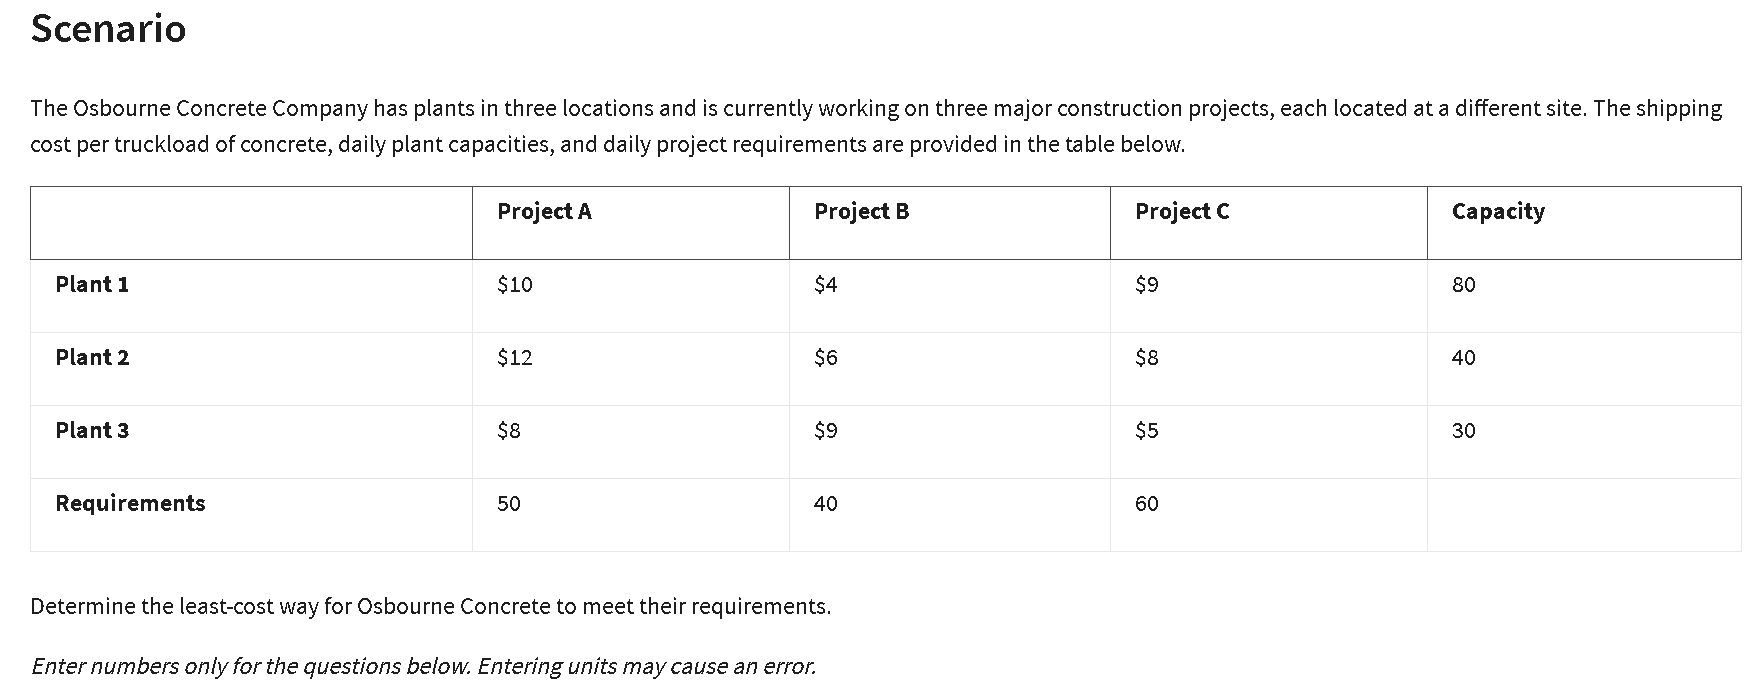 Scenario
The Osbourne Concrete Company has plants in three locations and is currently working on three major construction projects, each located at a different site. The shipping
cost per truckload of concrete, daily plant capacities, and daily project requirements are provided in the table below.
Project A Project B Project C Capacity
Plant 1 $10 $4 $9 80
Plant 2 $12 $6 $8 40
Plant 3 $8 $9 $5 30
Requirements 50 40 60
Determine the least-cost way for Osbourne Concrete to meet their requirements.
Enter numbers only for the questions below. Entering units may cause an error.